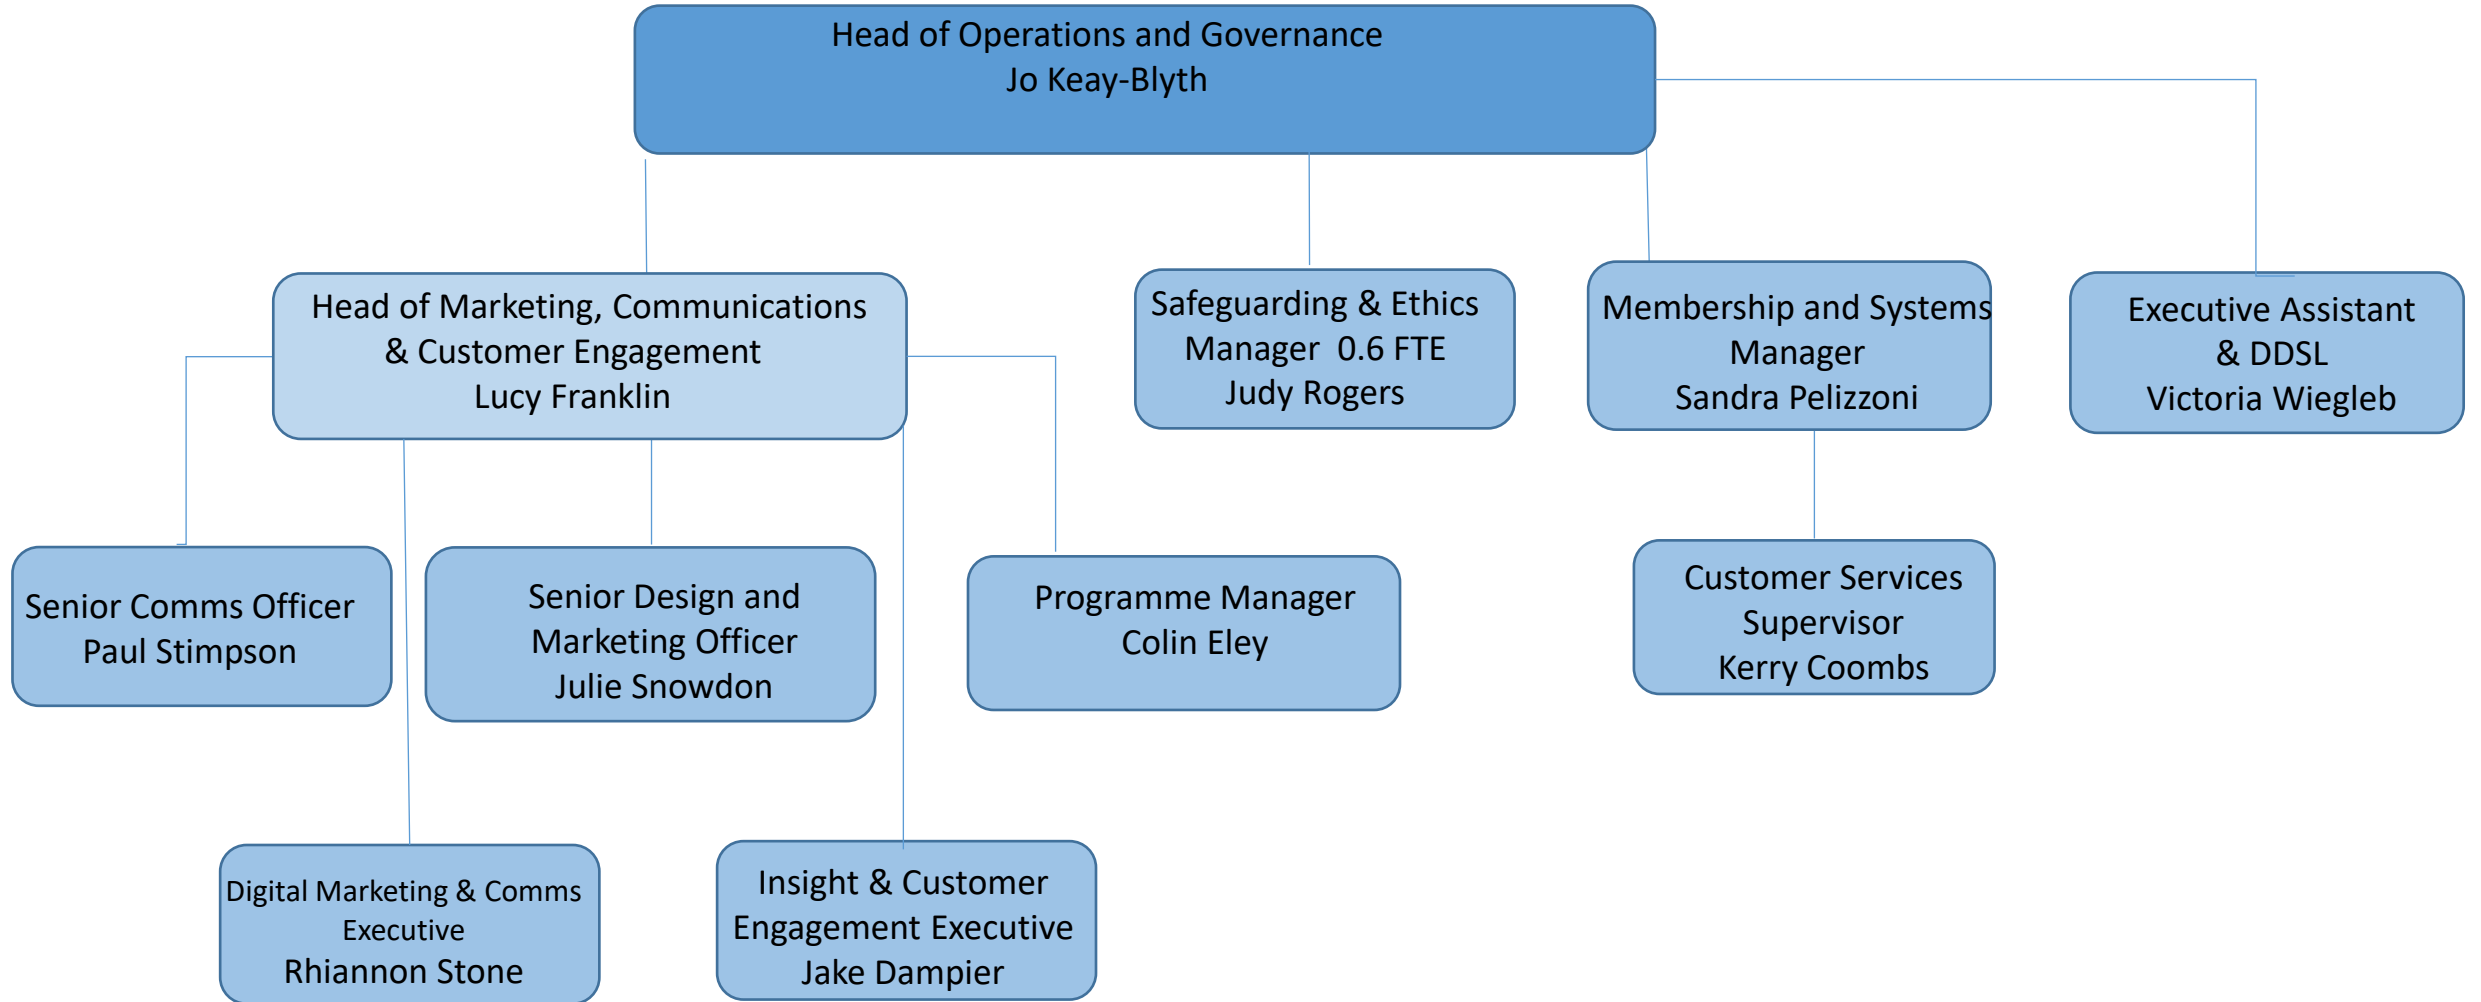 Head of Operations and Governance
Jo Keay-Blyth
Head of Marketing, Communications
& Customer Engagement
Lucy Franklin
Safeguarding & Ethics
Manager 0.6 FTE
Judy Rogers
Membership and Systems
Manager
Sandra Pelizzoni
Executive Assistant
& DDSL
Victoria Wiegleb
Senior Comms Officer
Paul Stimpson
Senior Design and
Marketing Officer
Julie Snowdon
Programme Manager
Colin Eley
Customer Services
Supervisor
Kerry Coombs
Digital Marketing & Comms
Executive
Rhiannon Stone
Insight & Customer
Engagement Executive
Jake Dampier